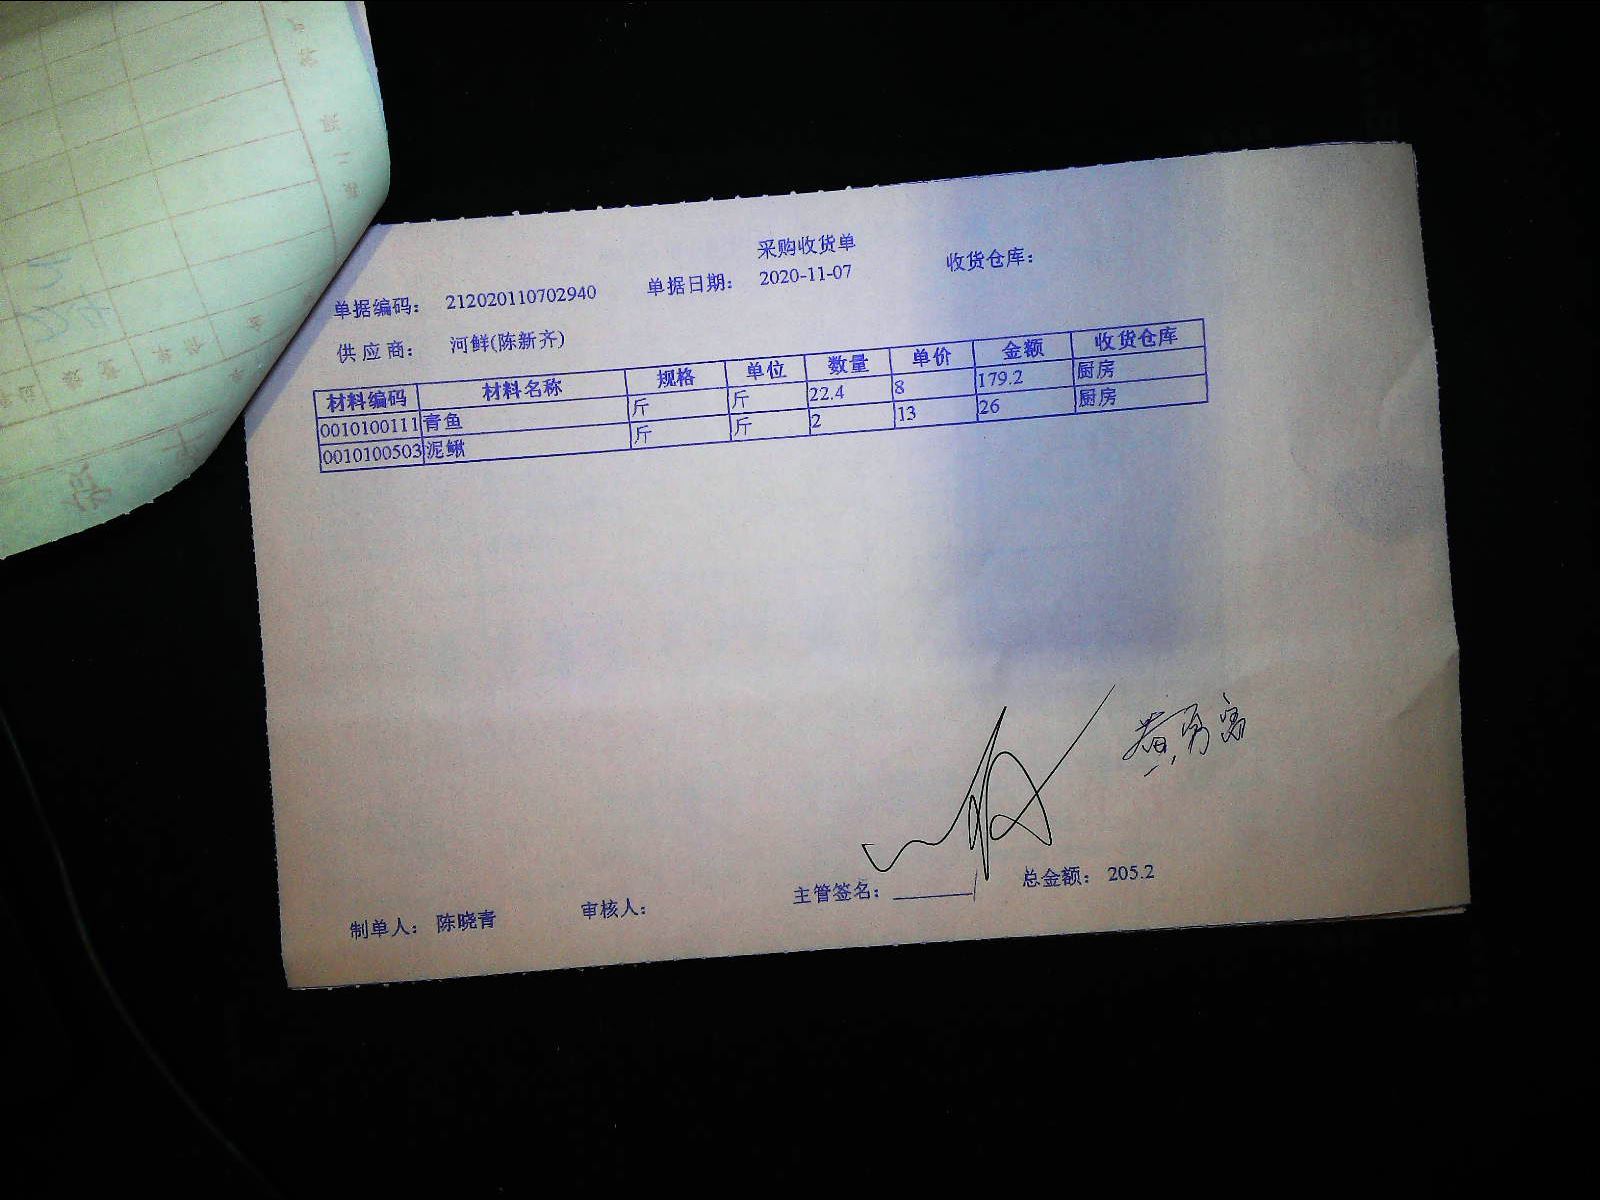 采购收货单
单据编码： 212020110702940 单据日期： 2020-11-07 收货仓库：
供应商： 河鲜(陈新齐)
材料编码 材料名称 规格 单位 数量 单价 金额 收货仓库
0010100111 青鱼 斤 斤 22.4 8 179.2 厨房
0010100503 泥鳅 斤 斤 2 13 26 厨房
黄勇富
制单人： 陈晓青 审核人： 主管签名： 总金额： 205.2